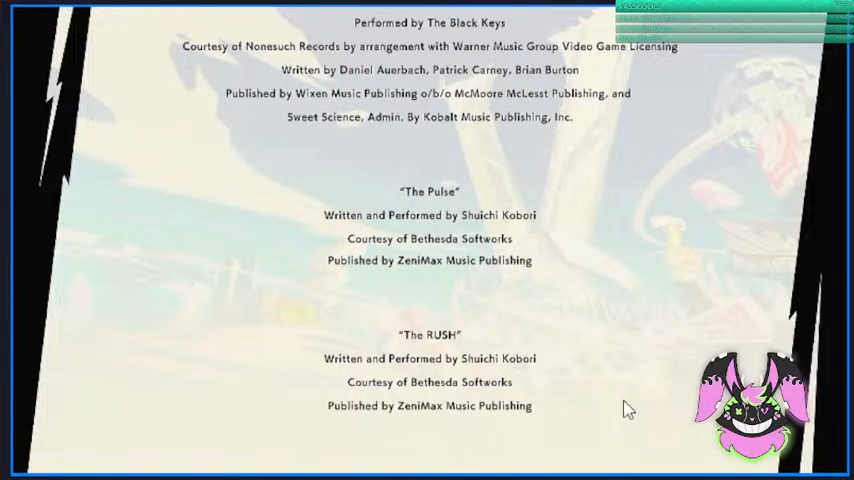 Performed by The Black Keys
Courtesy of Nonesuch Records by arrangement with Warner Music Group Video Game Licensing
Written by Daniel Auerbach, Patrick Carney, Brian Burton
Published by Wixen Music Publishing o/b/o McMoore McLesst Publishing, and
Sweet Science, Admin. By Kobalt Music Publishing, Inc.
“The Pulse”
Written and Performed by Shuichi Kobori
Courtesy of Bethesda Softworks
Published by ZeniMax Music Publishing
“The RUSH”
Written and Performed by Shuichi Kobori
Courtesy of Bethesda Softworks
Published by ZeniMax Music Publishing